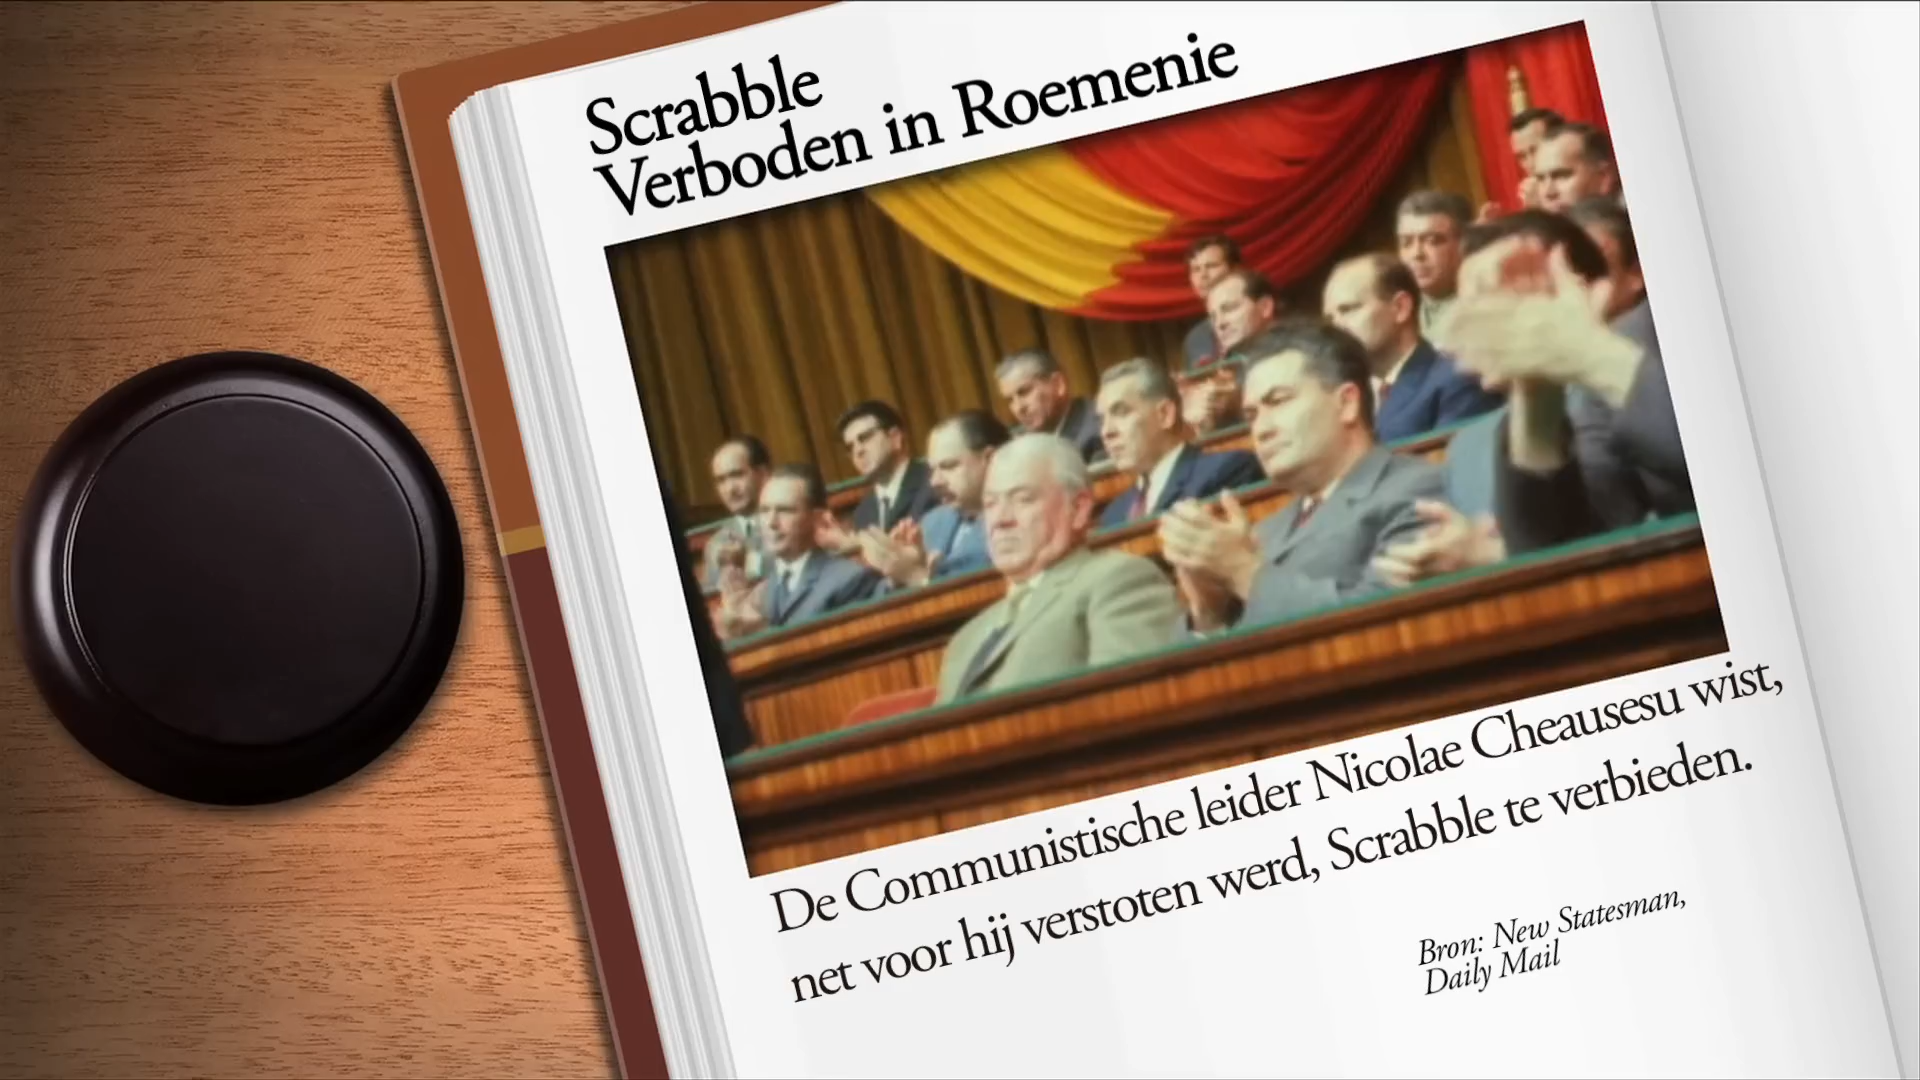 Scrabble
Verboden in Roemenie
De Communistische leider Nicolae Cheausesu wist,
net voor hij verstoten werd, Scrabble te verbieden.
Bron: New Statesman,
Daily Mail